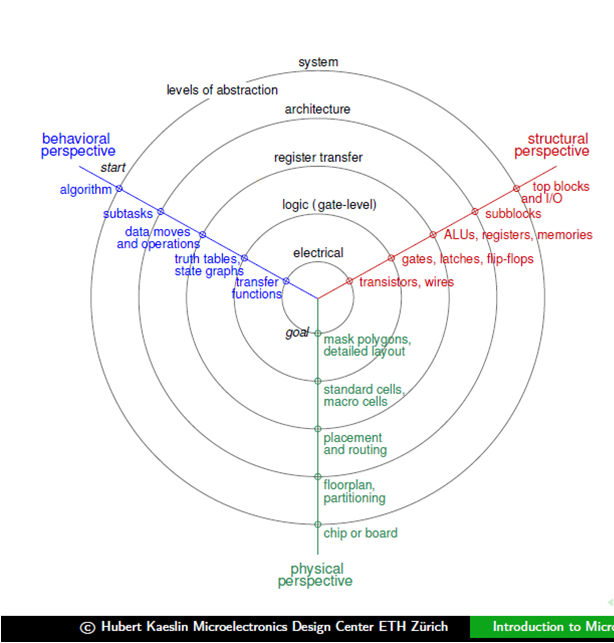 system
levels of abstraction
architecture
behavioral
perspective
structural
perspective
register transfer
start
algorithm
top blocks
and I/O
logic (gate-level)
subtasks
subblocks
data moves
and operations
ALUs, registers, memories
electrical
truth tables,
state graphs
gates, latches, flip-flops
transfer
functions
transistors, wires
goal
mask polygons,
detailed layout
standard cells,
macro cells
placement
and routing
floorplan,
partitioning
chip or board
physical
perspective
© Hubert Kaeslin Microelectronics Design Center ETH Zürich
Introduction to Micr